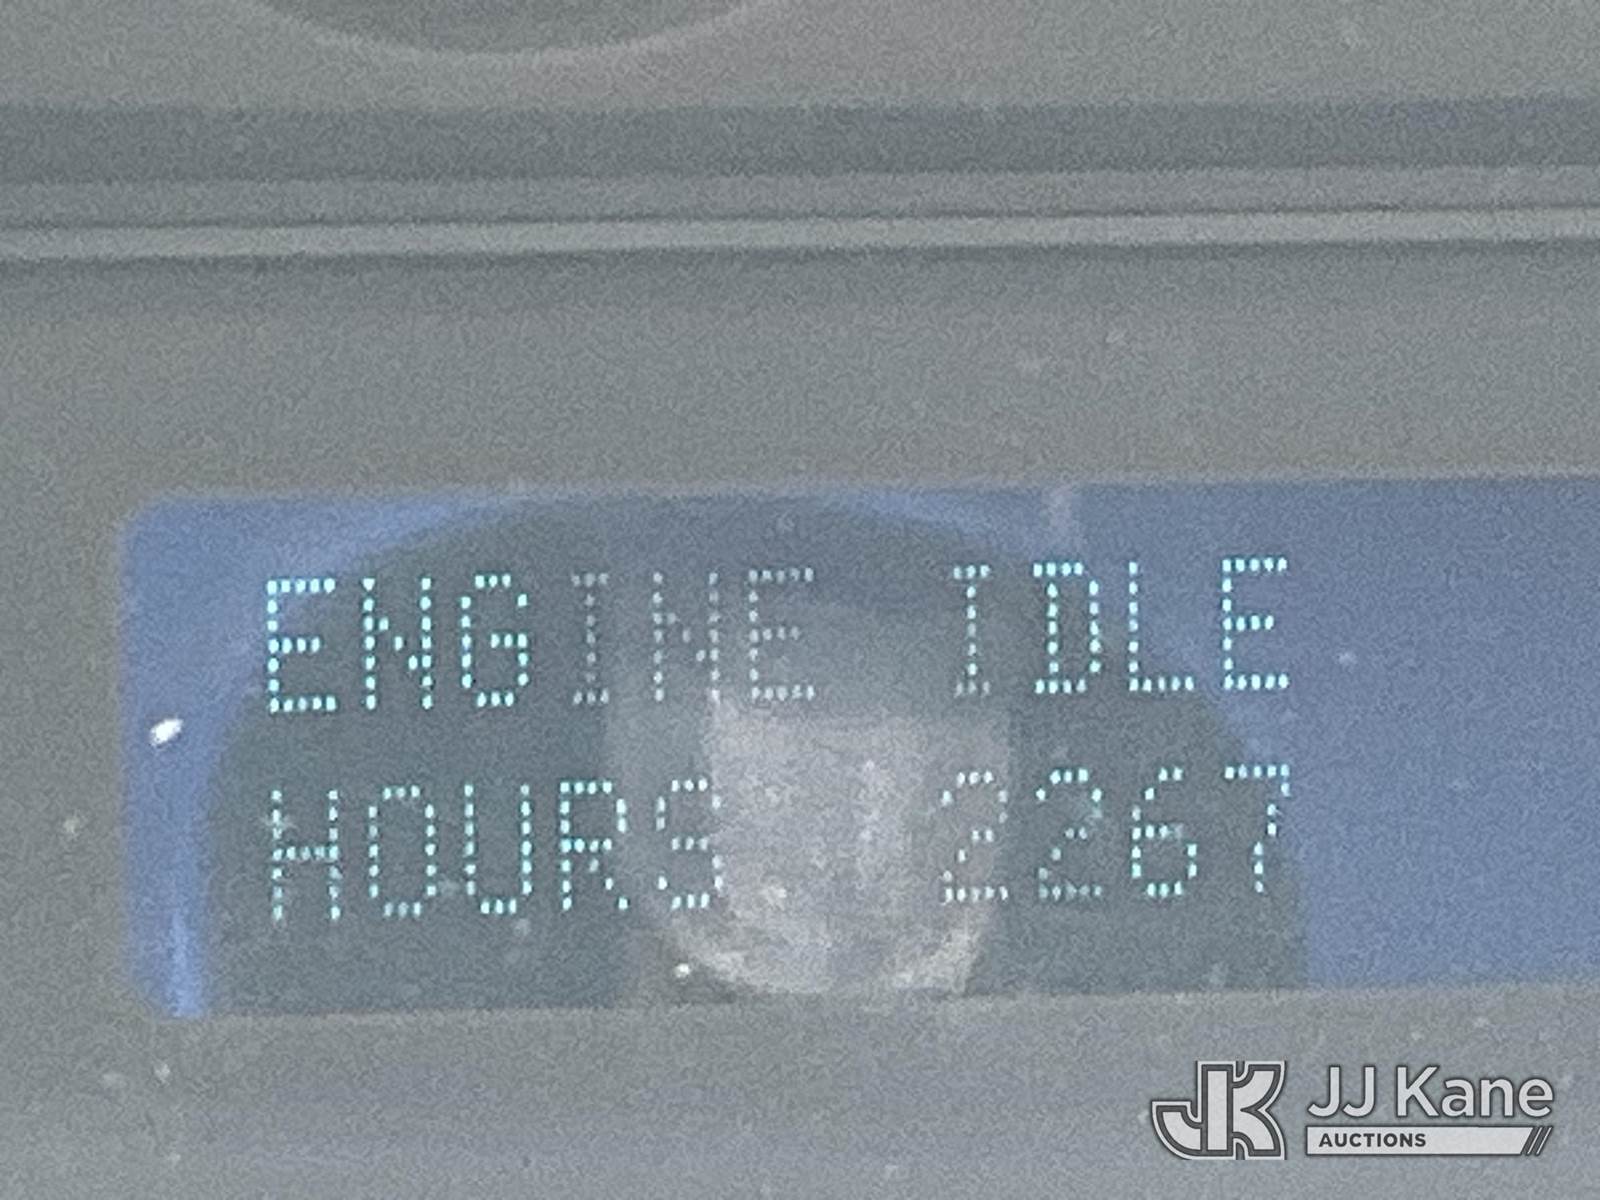 ENGINE IDLE
HOURS 2267
JK JJ Kane
AUCTIONS